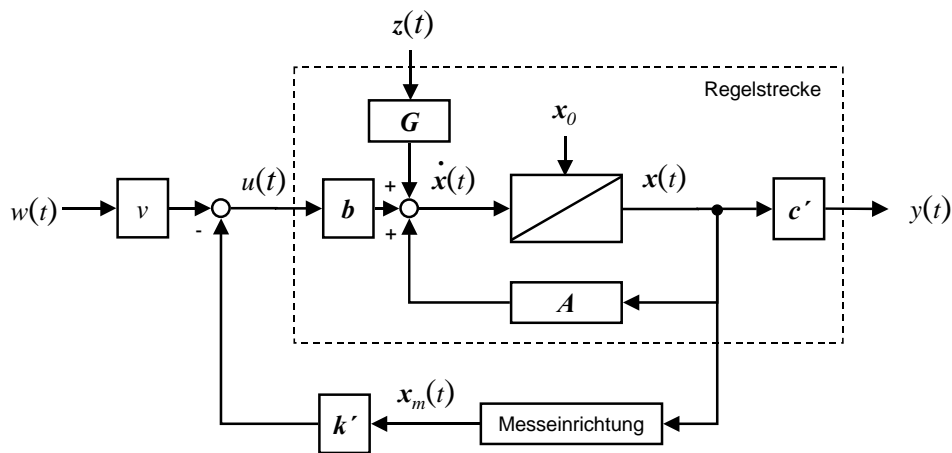 z(t)
Regelstrecke
G
x₀
w(t)
v
-
u(t)
b
+
+
ẋ(t)
x(t)
c´
y(t)
A
k´
xₘ(t)
Messeinrichtung